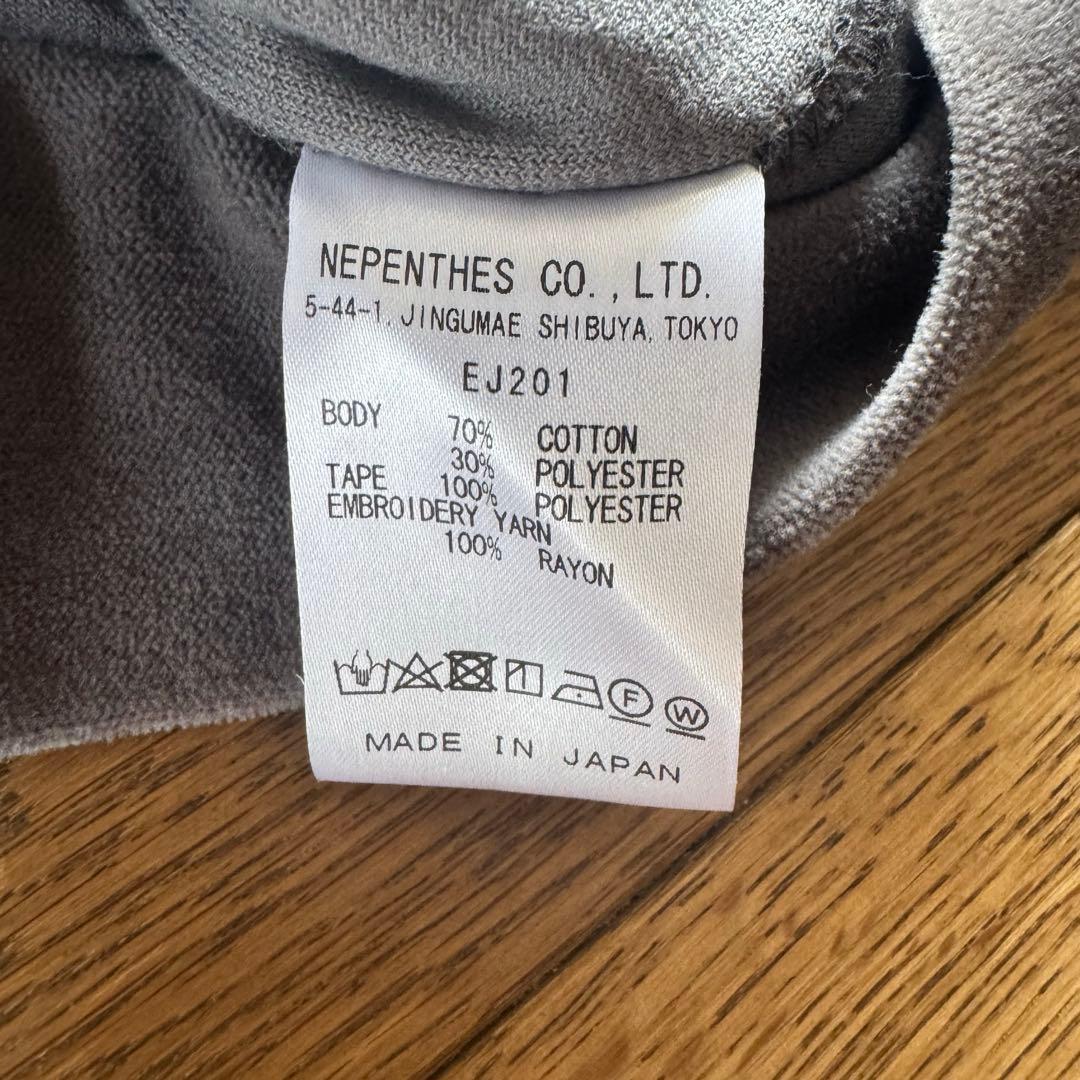 NEPENTHES CO., LTD.
5-44-1, JINGUMAE SHIBUYA, TOKYO
EJ201
BODY 70% COTTON
30% POLYESTER
TAPE 100% POLYESTER
EMBROIDERY YARN
100% RAYON
F W
MADE IN JAPAN